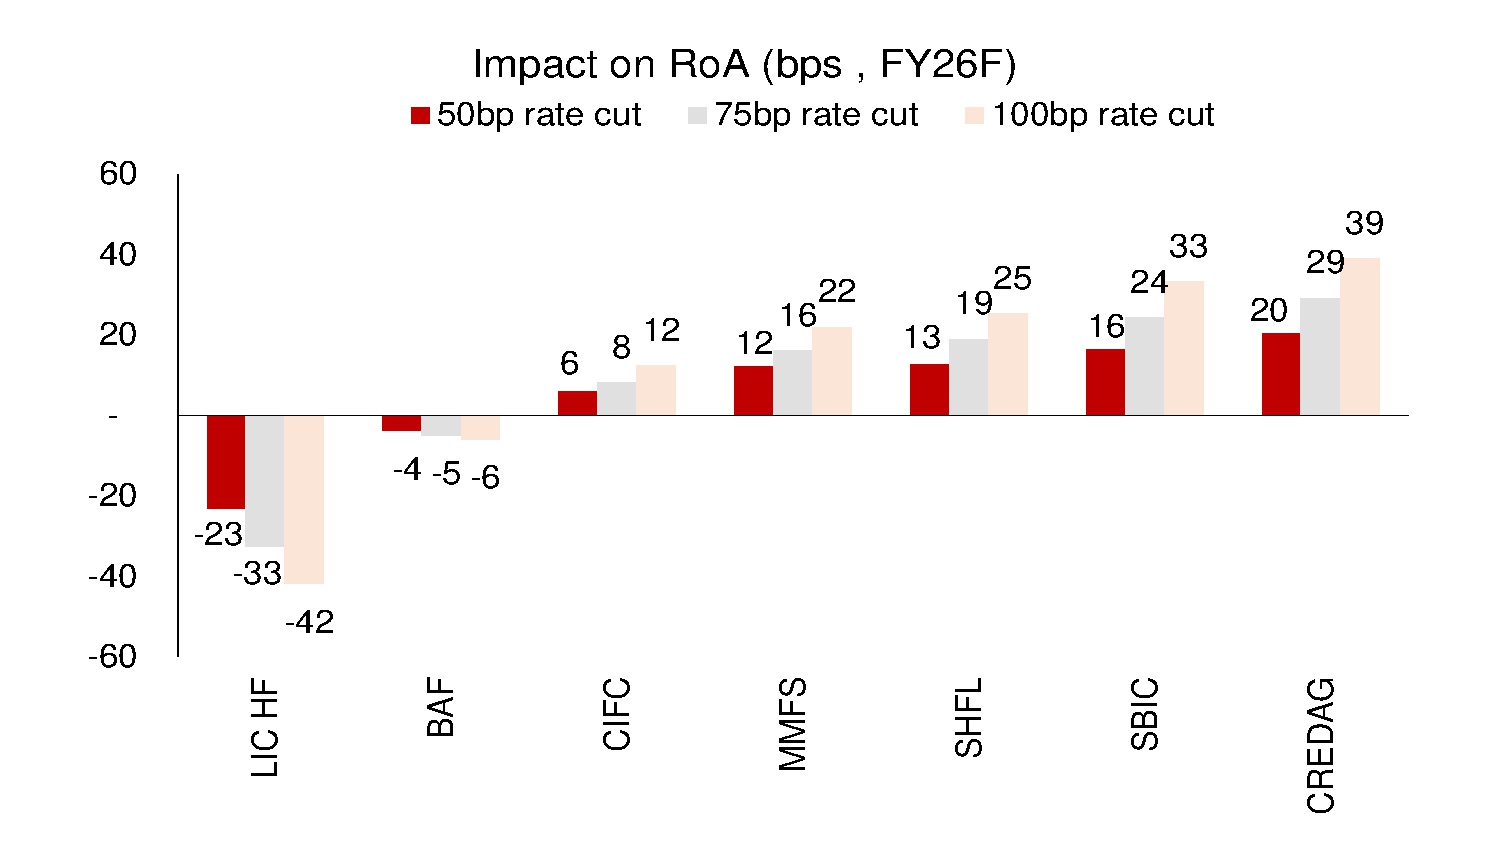 Impact on RoA (bps , FY26F)
50bp rate cut 75bp rate cut 100bp rate cut
60
40
20
-
-20
-40
-60
-23 -33 -42
-4 -5 -6
6 8 12
12 16 22
13 19 25
16 24 33
20 29 39
LIC HF
BAF
CIFC
MMFS
SHFL
SBIC
CREDAG